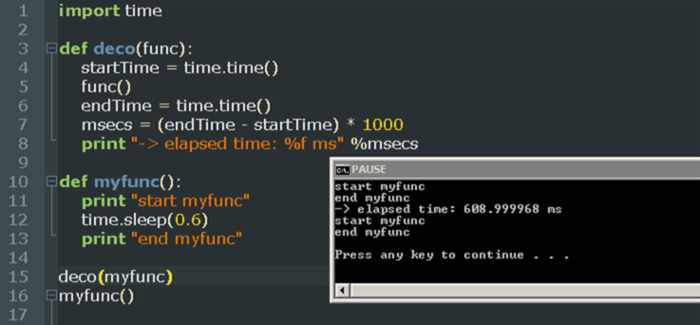 1 import time
2
3 def deco(func):
4 startTime = time.time()
5 func()
6 endTime = time.time()
7 msecs = (endTime - startTime) * 1000
8 print "-> elapsed time: %f ms" %msecs
9
10 def myfunc():
11 print "start myfunc"
12 time.sleep(0.6)
13 print "end myfunc"
14
15 deco(myfunc)
16 myfunc()
17
C:\. PAUSE
start myfunc
end myfunc
-> elapsed time: 608.999968 ms
start myfunc
end myfunc
Press any key to continue . . .